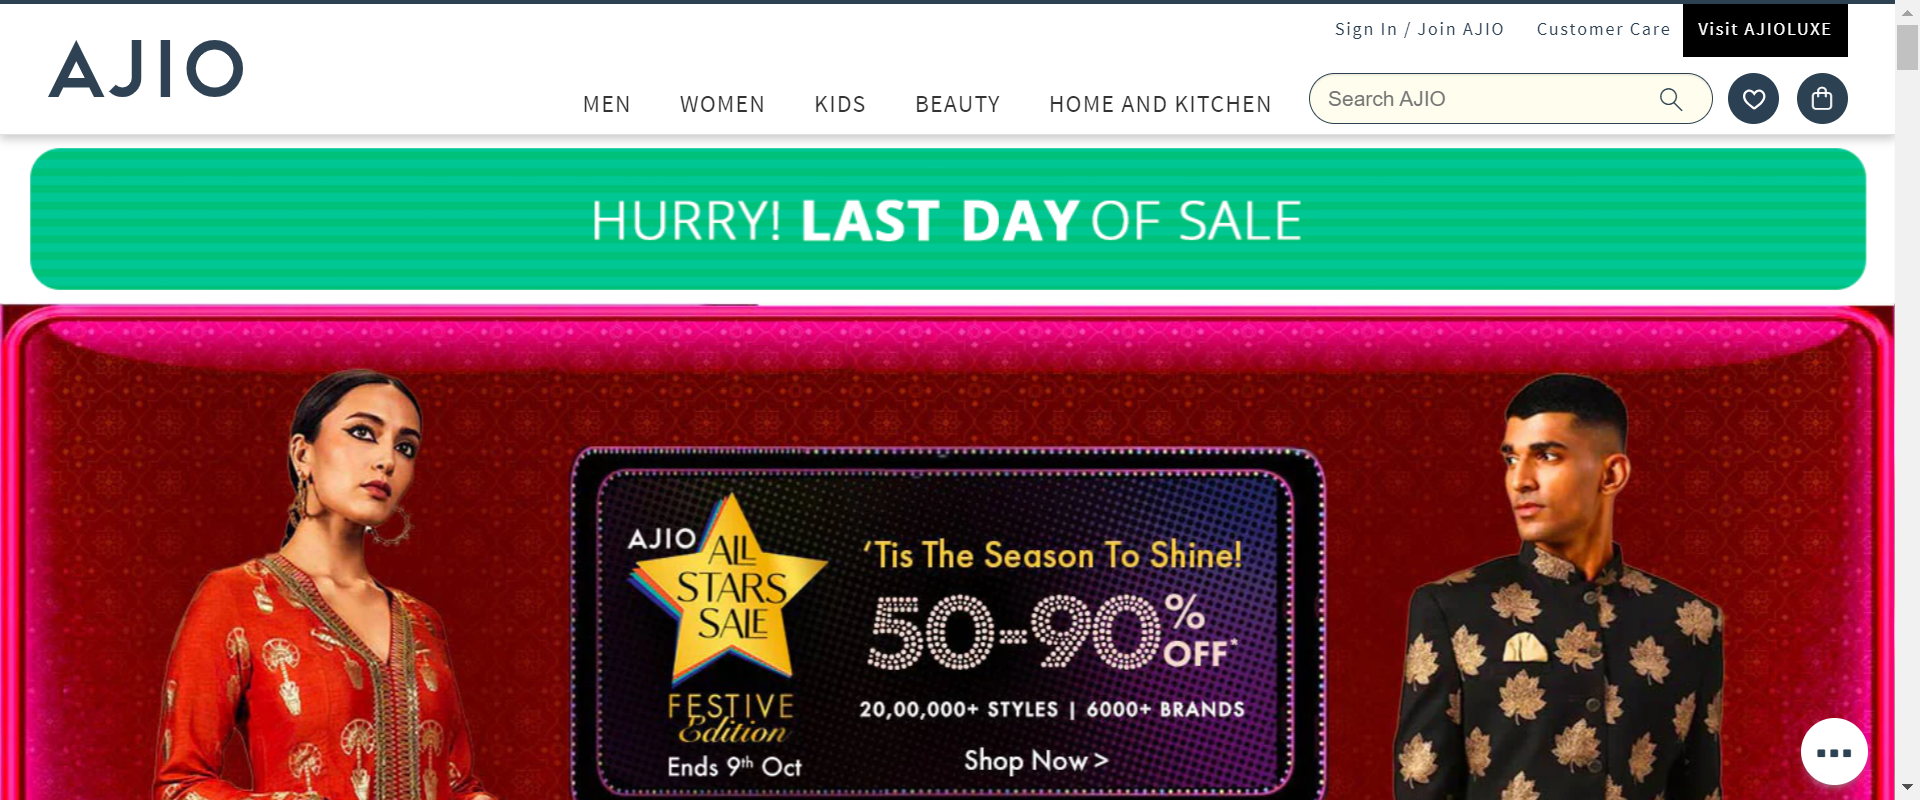 Sign In / Join AJIO
Customer Care
Visit AJIOLUXE
AJIO
MEN
WOMEN
KIDS
BEAUTY
HOME AND KITCHEN
Search AJIO
HURRY! LAST DAY OF SALE
AJIO
ALL
STARS
SALE
FESTIVE
Edition
Ends 9th Oct
‘Tis The Season To Shine!
50-90% OFF*
20,00,000+ STYLES | 6000+ BRANDS
Shop Now >